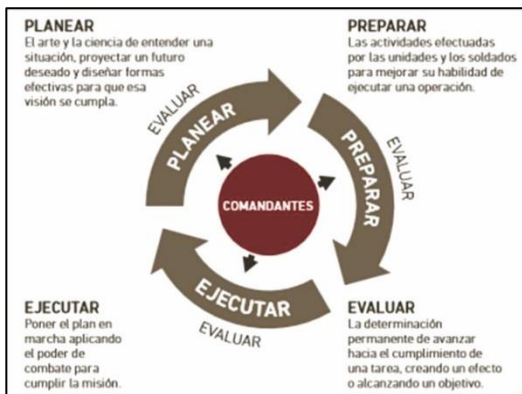 PLANEAR
El arte y la ciencia de entender una
situación, proyectar un futuro
deseado y diseñar formas
efectivas para que esa
visión se cumpla.
PREPARAR
Las actividades efectuadas
por las unidades y los soldados
para mejorar su habilidad de
ejecutar una operación.
EVALUAR
PLANEAR
EVALUAR
PREPARAR
COMANDANTES
EJECUTAR
EVALUAR
EJECUTAR
Poner el plan en
marcha aplicando
el poder de
combate para
cumplir la misión.
EVALUAR
La determinación
permanente de avanzar
hacia el cumplimiento de
una tarea, creando un efecto
o alcanzando un objetivo.